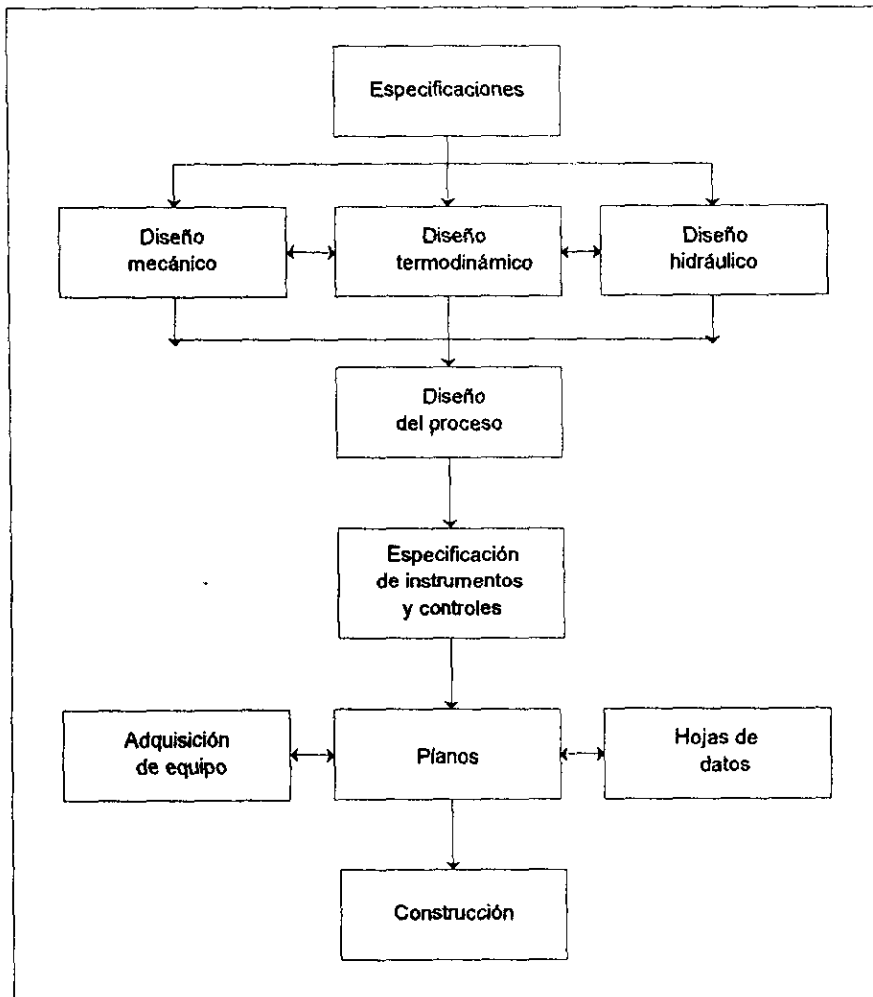 Especificaciones
Diseño
mecánico
Diseño
termodinámico
Diseño
hidráulico
Diseño
del proceso
Especificación
de instrumentos
y controles
Adquisición
de equipo
Planos
Hojas de
datos
Construcción